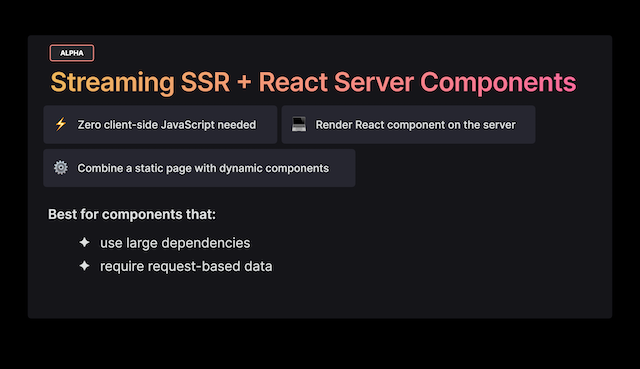 ALPHA
Streaming SSR + React Server Components
Zero client-side JavaScript needed
Render React component on the server
Combine a static page with dynamic components
Best for components that:
use large dependencies
require request-based data